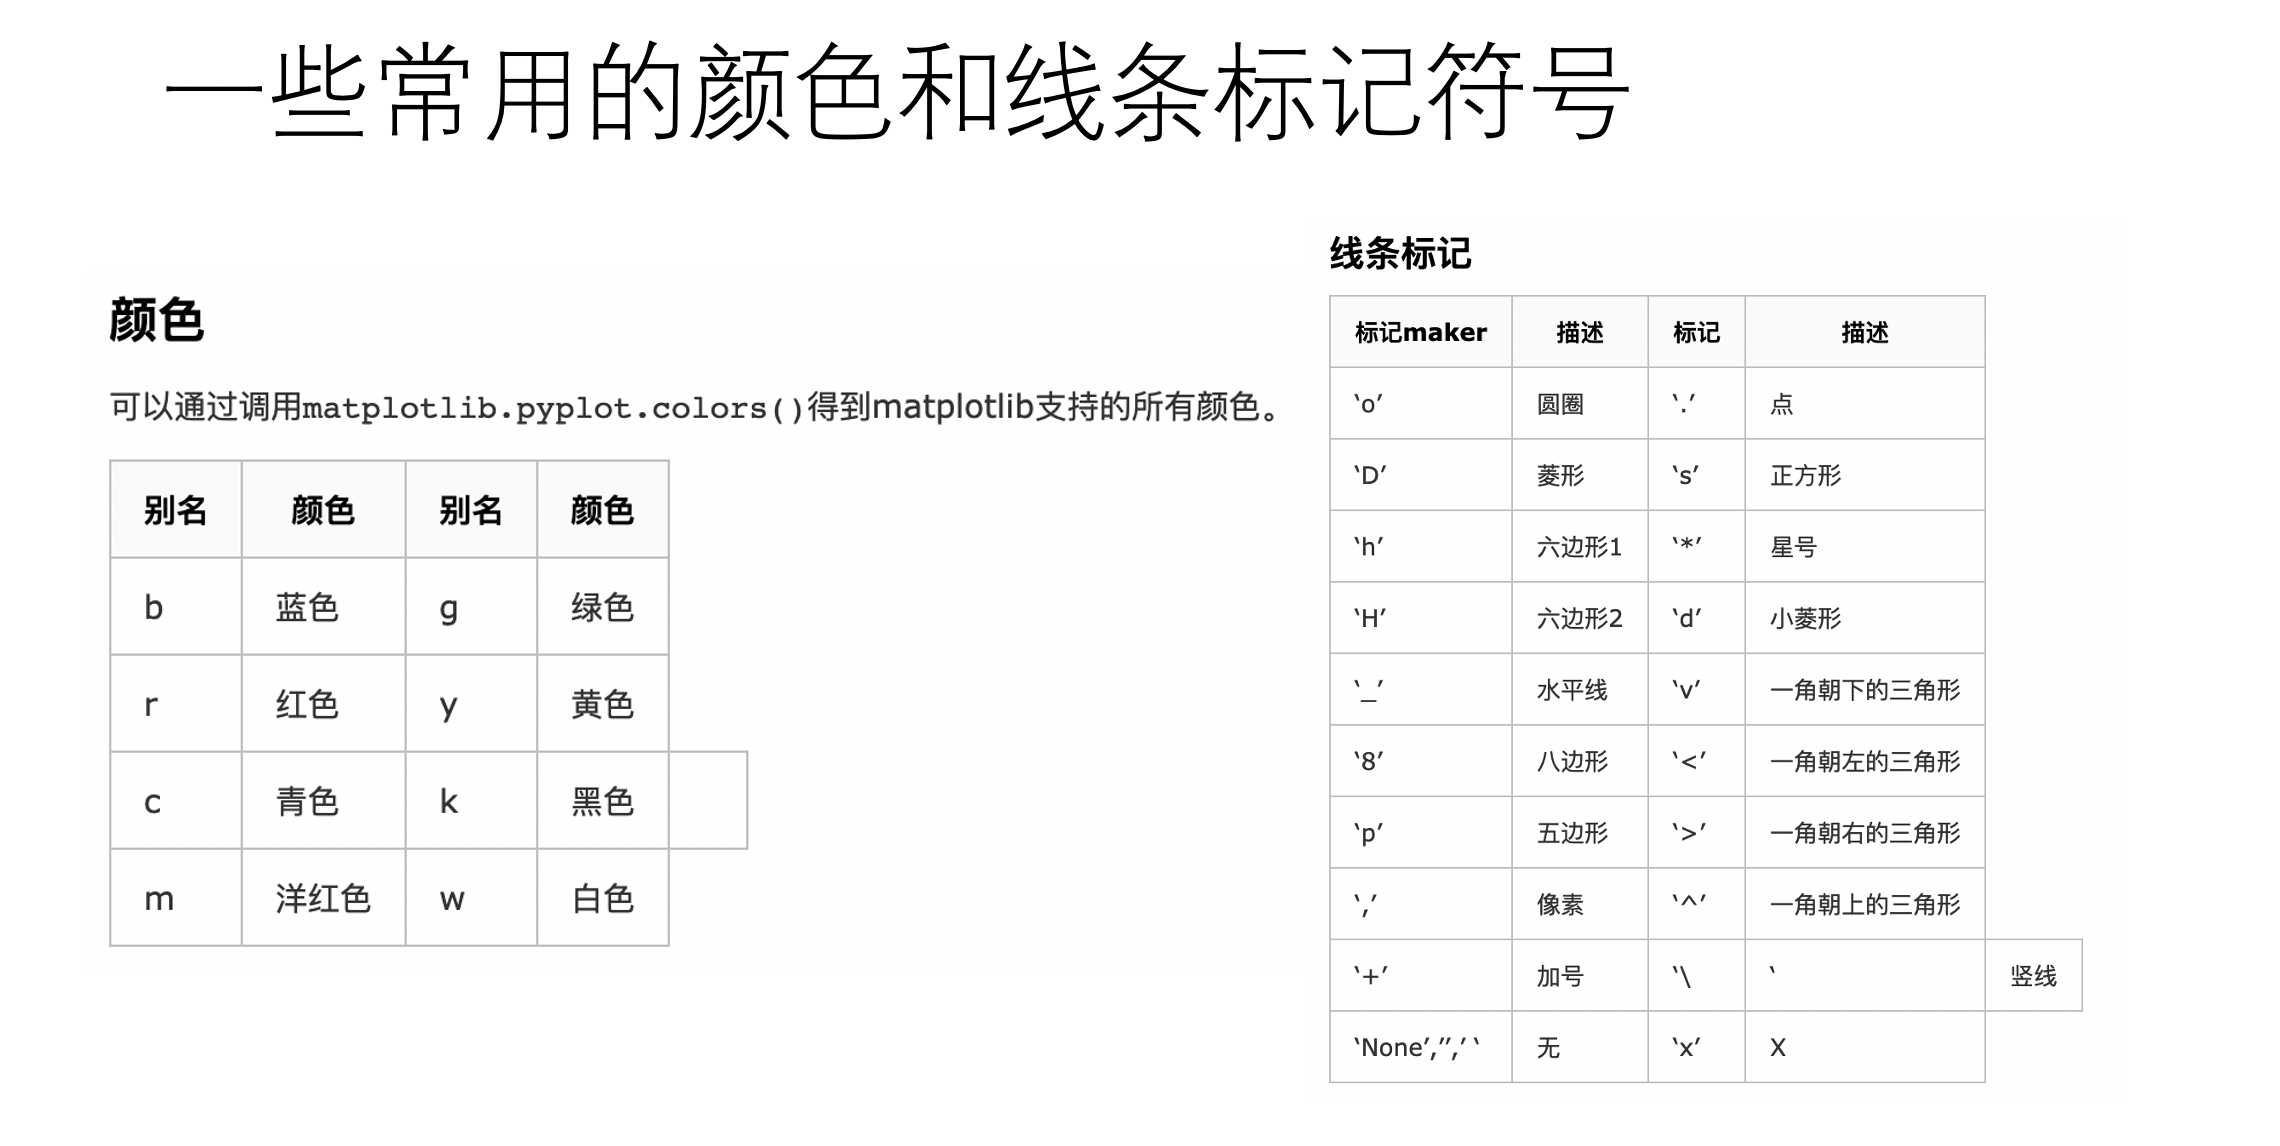 一些常用的颜色和线条标记符号
颜色
可以通过调用matplotlib.pyplot.colors()得到matplotlib支持的所有颜色。
别名 颜色 别名 颜色
b 蓝色 g 绿色
r 红色 y 黄色
c 青色 k 黑色
m 洋红色 w 白色
线条标记
标记maker 描述 标记 描述
‘o’ 圆圈 ‘.’ 点
‘D’ 菱形 ‘s’ 正方形
‘h’ 六边形1 ‘*’ 星号
‘H’ 六边形2 ‘d’ 小菱形
‘_’ 水平线 ‘v’ 一角朝下的三角形
‘8’ 八边形 ‘<’ 一角朝左的三角形
‘p’ 五边形 ‘>’ 一角朝右的三角形
‘,’ 像素 ‘^’ 一角朝上的三角形
‘+’ 加号 ‘\ ‘ 竖线
‘None’,’’,’ ‘ 无 ‘x’ X